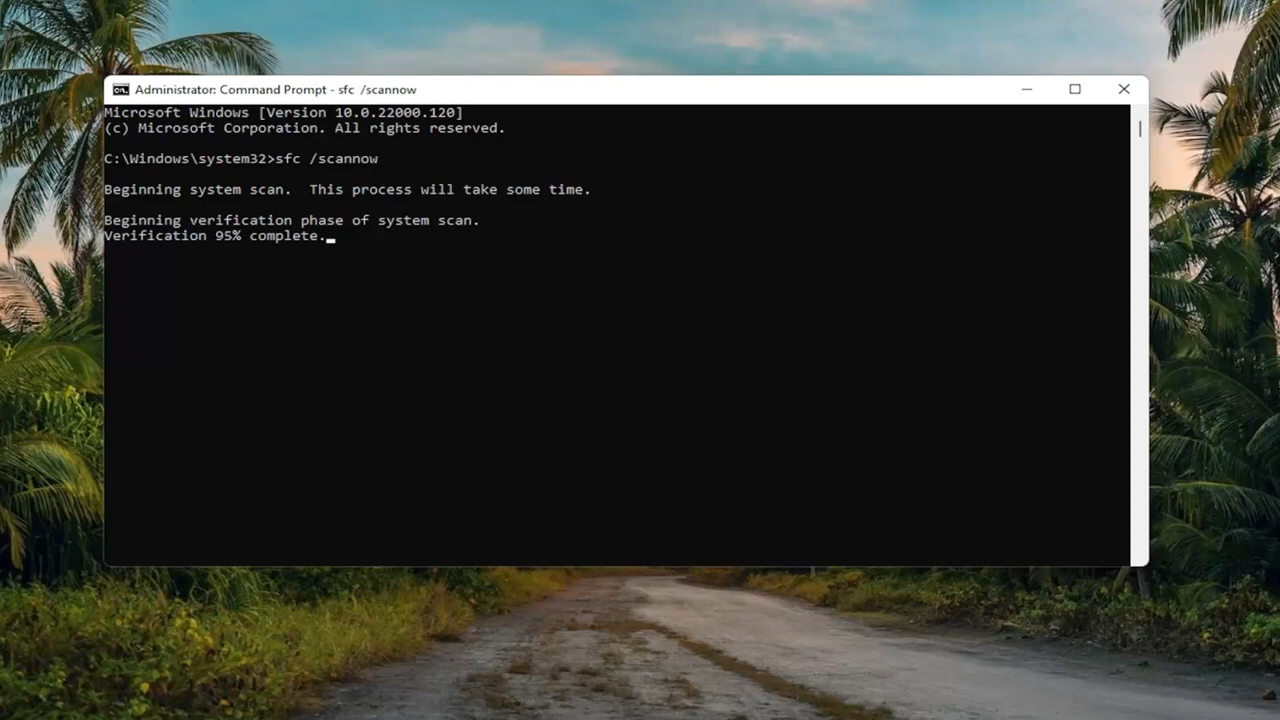 Administrator: Command Prompt - sfc  /scannow
Microsoft Windows [Version 10.0.22000.120]
(c) Microsoft Corporation. All rights reserved.
C:\Windows\system32>sfc /scannow
Beginning system scan.  This process will take some time.
Beginning verification phase of system scan.
Verification 95% complete.